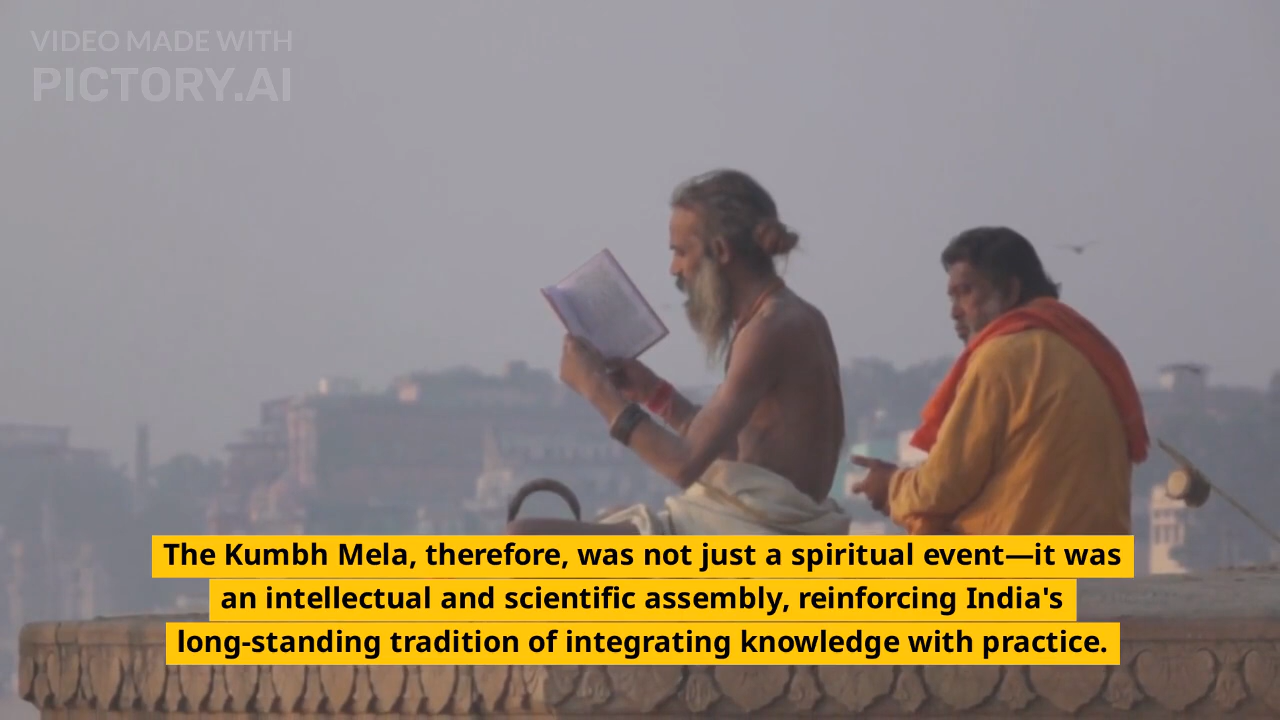 VIDEO MADE WITH
PICTORY.AI
The Kumbh Mela, therefore, was not just a spiritual event—it was
an intellectual and scientific assembly, reinforcing India's
long-standing tradition of integrating knowledge with practice.